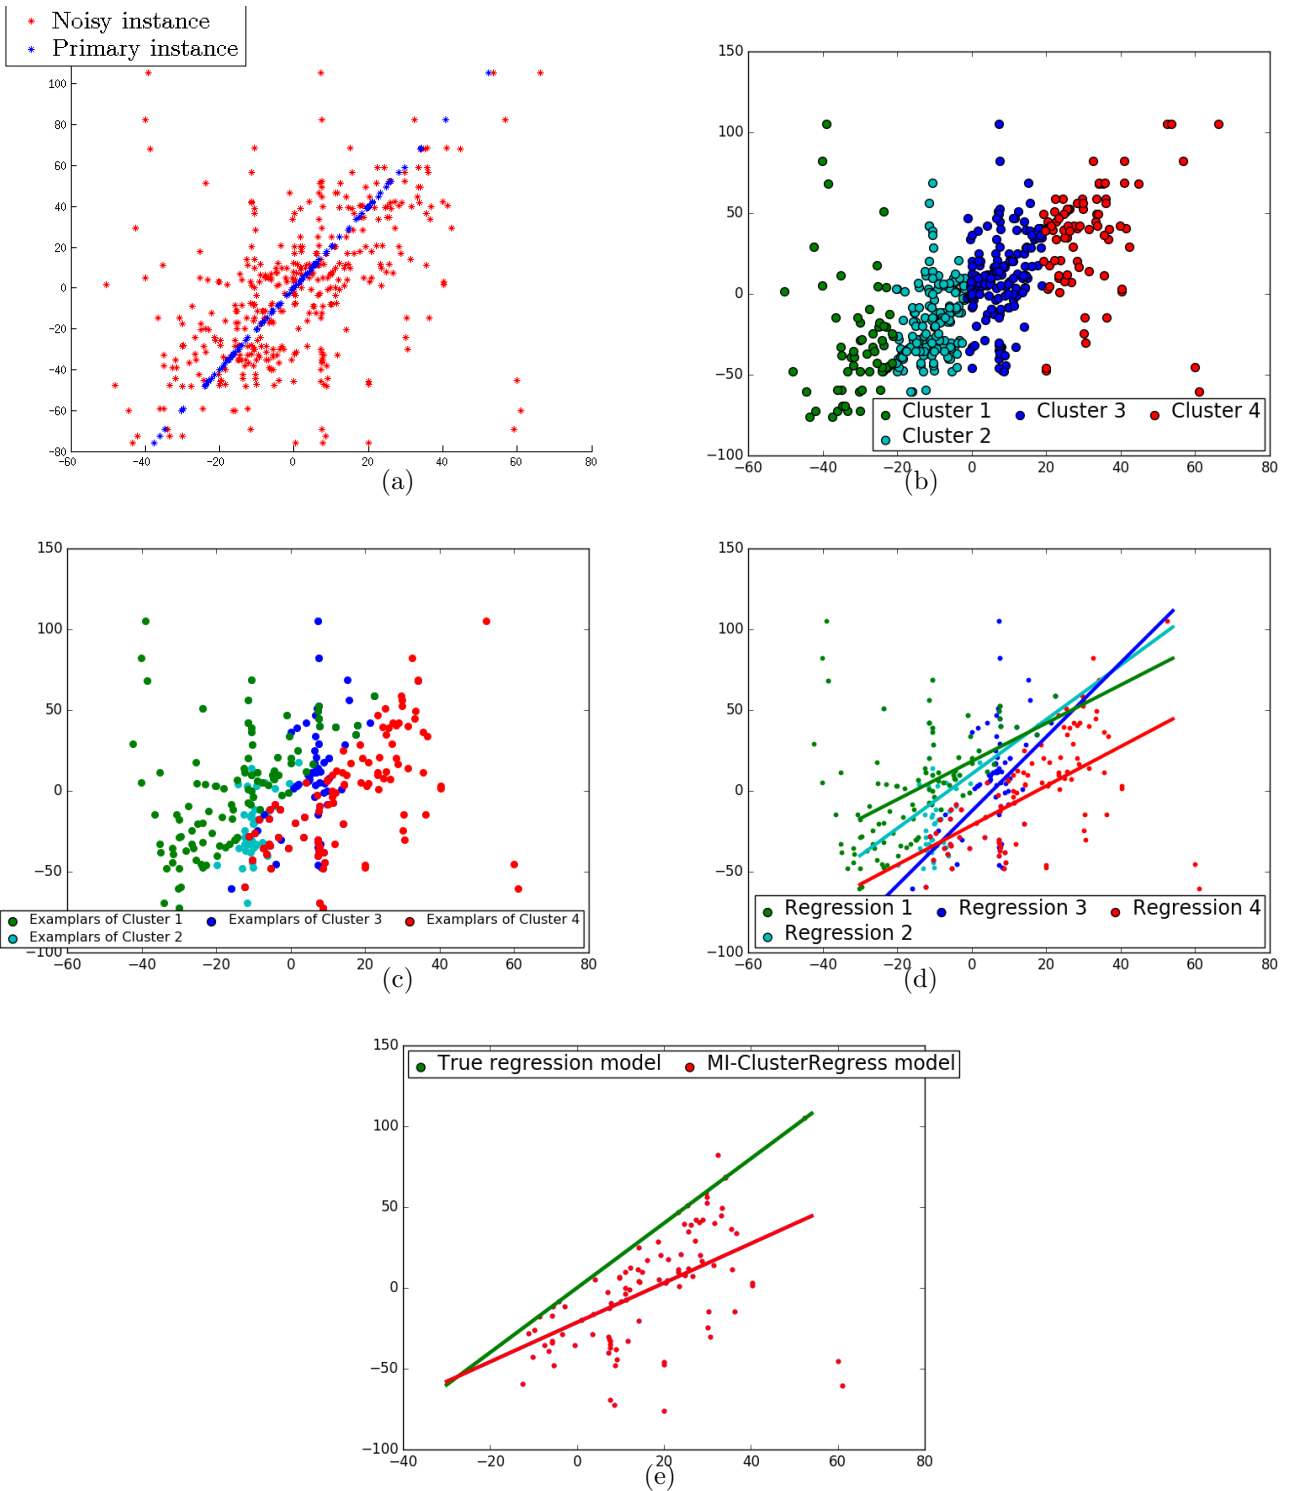 Noisy instance
Primary instance
100
80
60
40
20
0
−20
−40
−60
−80
−60 −40 −20 0 20 40 60 80
(a)
150
100
50
0
−50
−100
Cluster 1 Cluster 3 Cluster 4
Cluster 2
−60 −40 −20 0 20 40 60 80
(b)
150
100
50
0
−50
−100
Examplars of Cluster 1 Examplars of Cluster 3 Examplars of Cluster 4
Examplars of Cluster 2
−60 −40 −20 0 20 40 60 80
(c)
150
100
50
0
−50
−100
Regression 1 Regression 3 Regression 4
Regression 2
−60 −40 −20 0 20 40 60 80
(d)
150
True regression model MI-ClusterRegress model
100
50
0
−50
−100
−40 −20 0 20 40 60 80
(e)